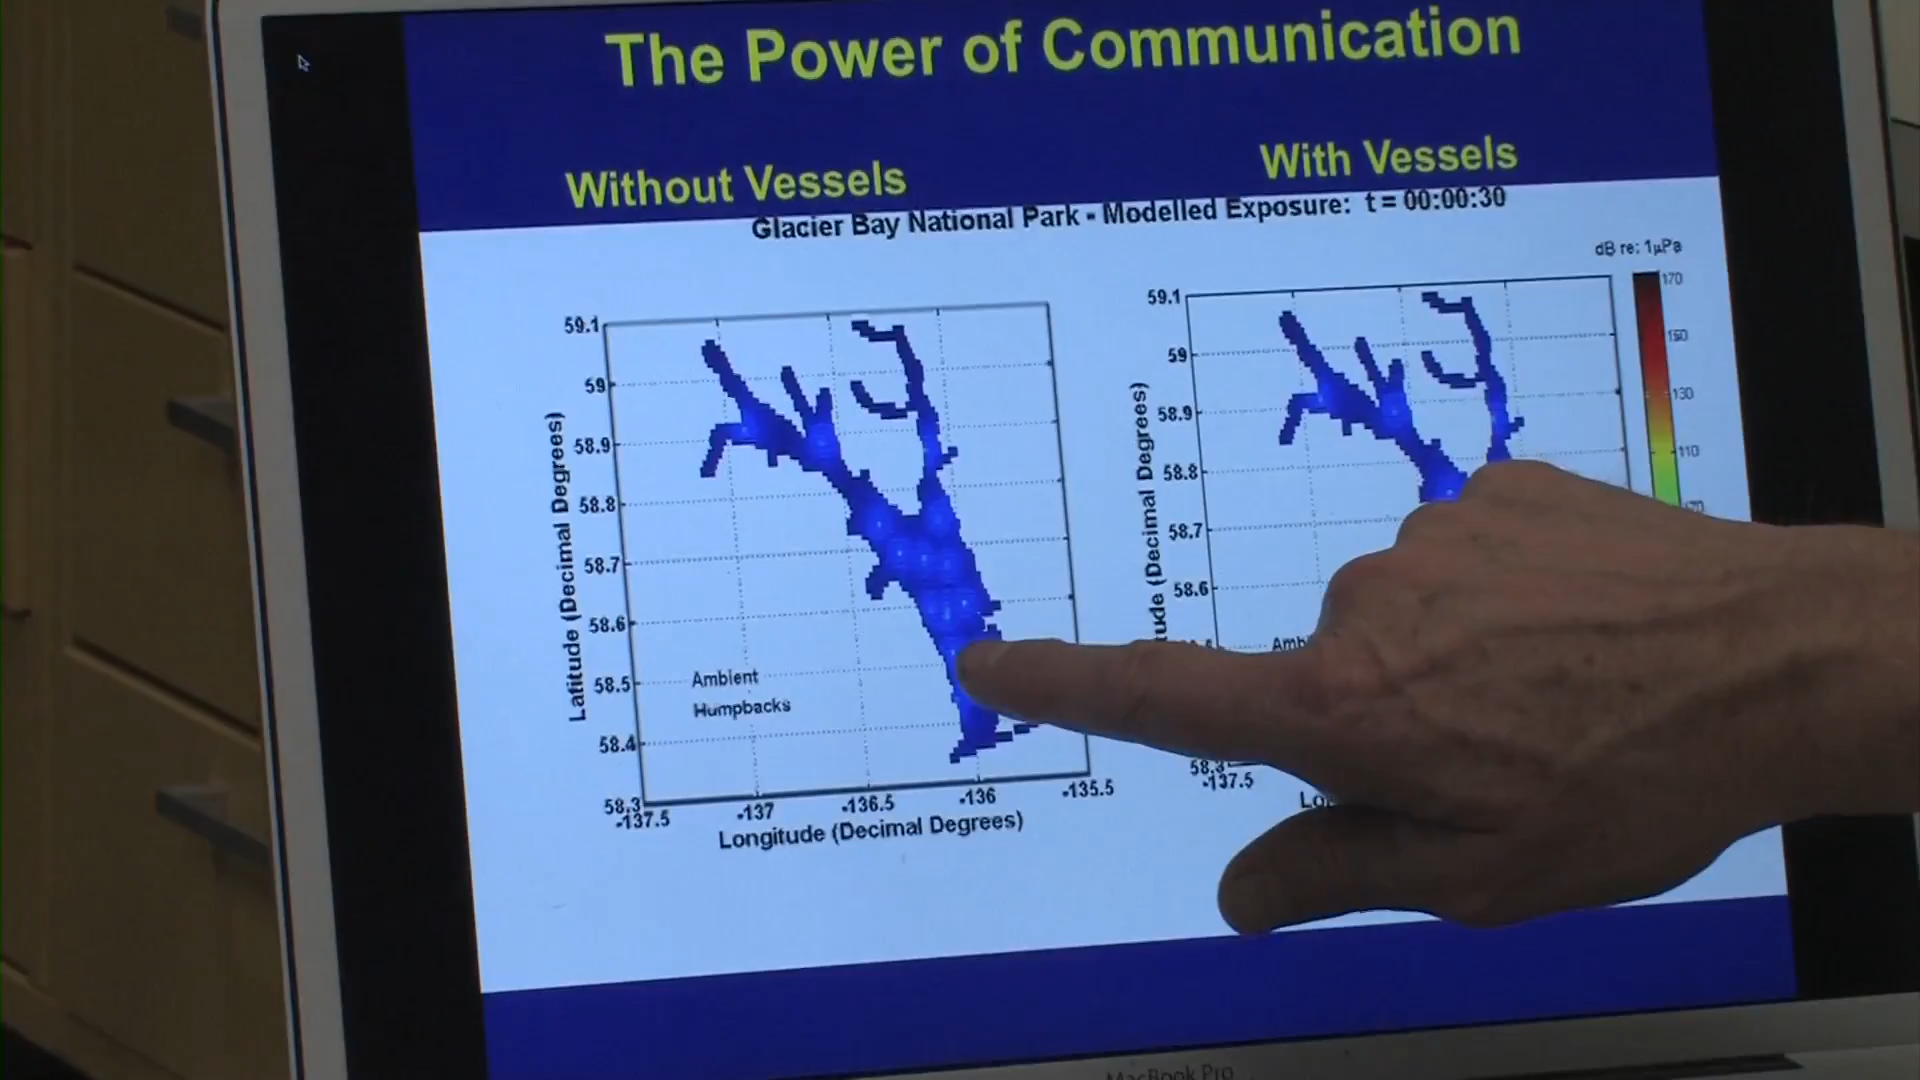 The Power of Communication
Without Vessels
With Vessels
Glacier Bay National Park - Modelled Exposure: t = 00:00:30
dB re: 1µPa
170
150
130
110
59.1
59
58.9
58.8
58.7
58.6
58.5
58.4
58.3
Latitude (Decimal Degrees)
Ambient
Humpbacks
-137.5
-137
-136.5
-136
-135.5
Longitude (Decimal Degrees)
59.1
59
58.9
58.8
58.7
58.6
58.3
(Decimal Degrees)
-137.5
MacBook Pro